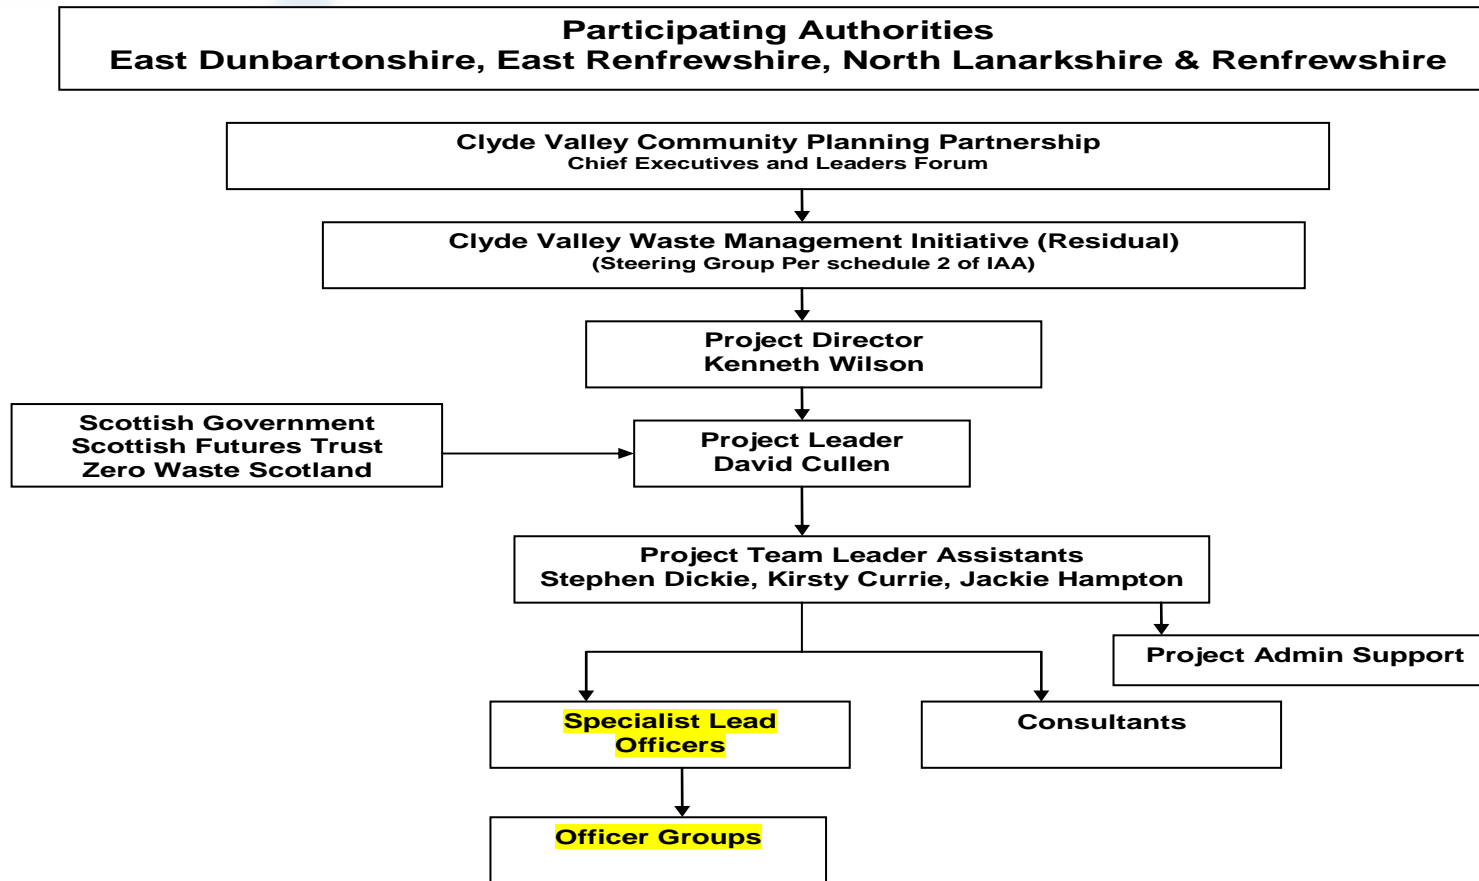 Participating Authorities
East Dunbartonshire, East Renfrewshire, North Lanarkshire & Renfrewshire
Clyde Valley Community Planning Partnership
Chief Executives and Leaders Forum
Clyde Valley Waste Management Initiative (Residual)
(Steering Group Per schedule 2 of IAA)
Project Director
Kenneth Wilson
Scottish Government
Scottish Futures Trust
Zero Waste Scotland
Project Leader
David Cullen
Project Team Leader Assistants
Stephen Dickie, Kirsty Currie, Jackie Hampton
Project Admin Support
Specialist Lead
Officers
Consultants
Officer Groups